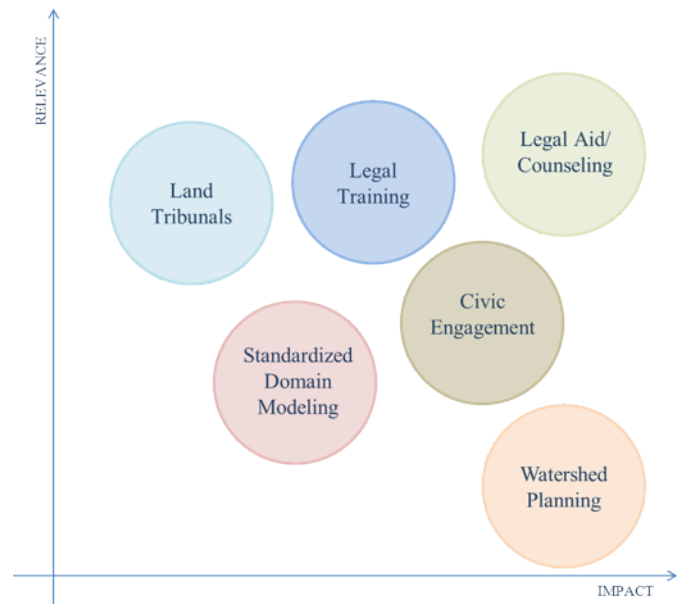 RELEVANCE
Legal Aid/
Counseling
Legal
Training
Land
Tribunals
Civic
Engagement
Standardized
Domain
Modeling
Watershed
Planning
IMPACT